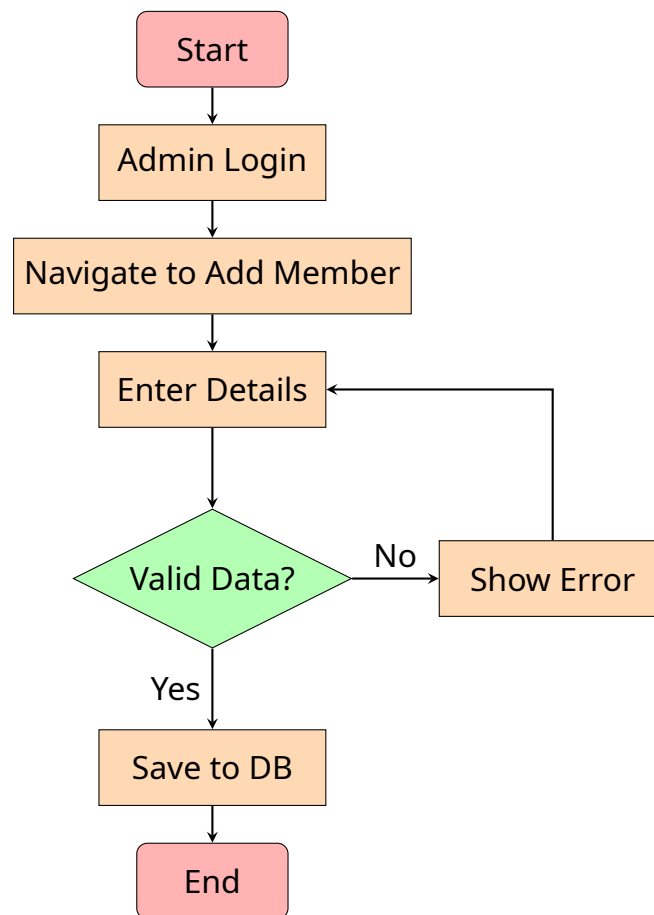 Start
Admin Login
Navigate to Add Member
Enter Details
Valid Data?
No
Show Error
Yes
Save to DB
End